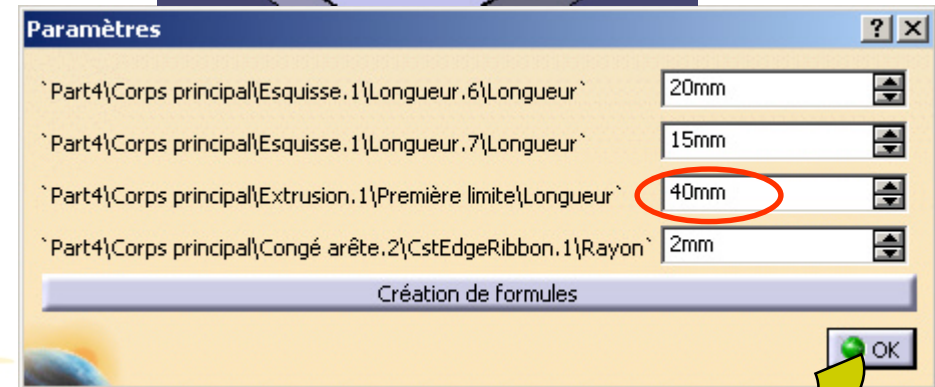 Paramètres
`Part4\Corps principal\Esquisse.1\Longueur.6\Longueur` 20mm
`Part4\Corps principal\Esquisse.1\Longueur.7\Longueur` 15mm
`Part4\Corps principal\Extrusion.1\Première limite\Longueur` 40mm
`Part4\Corps principal\Congé arête.2\CstEdgeRibbon.1\Rayon` 2mm
Création de formules
OK